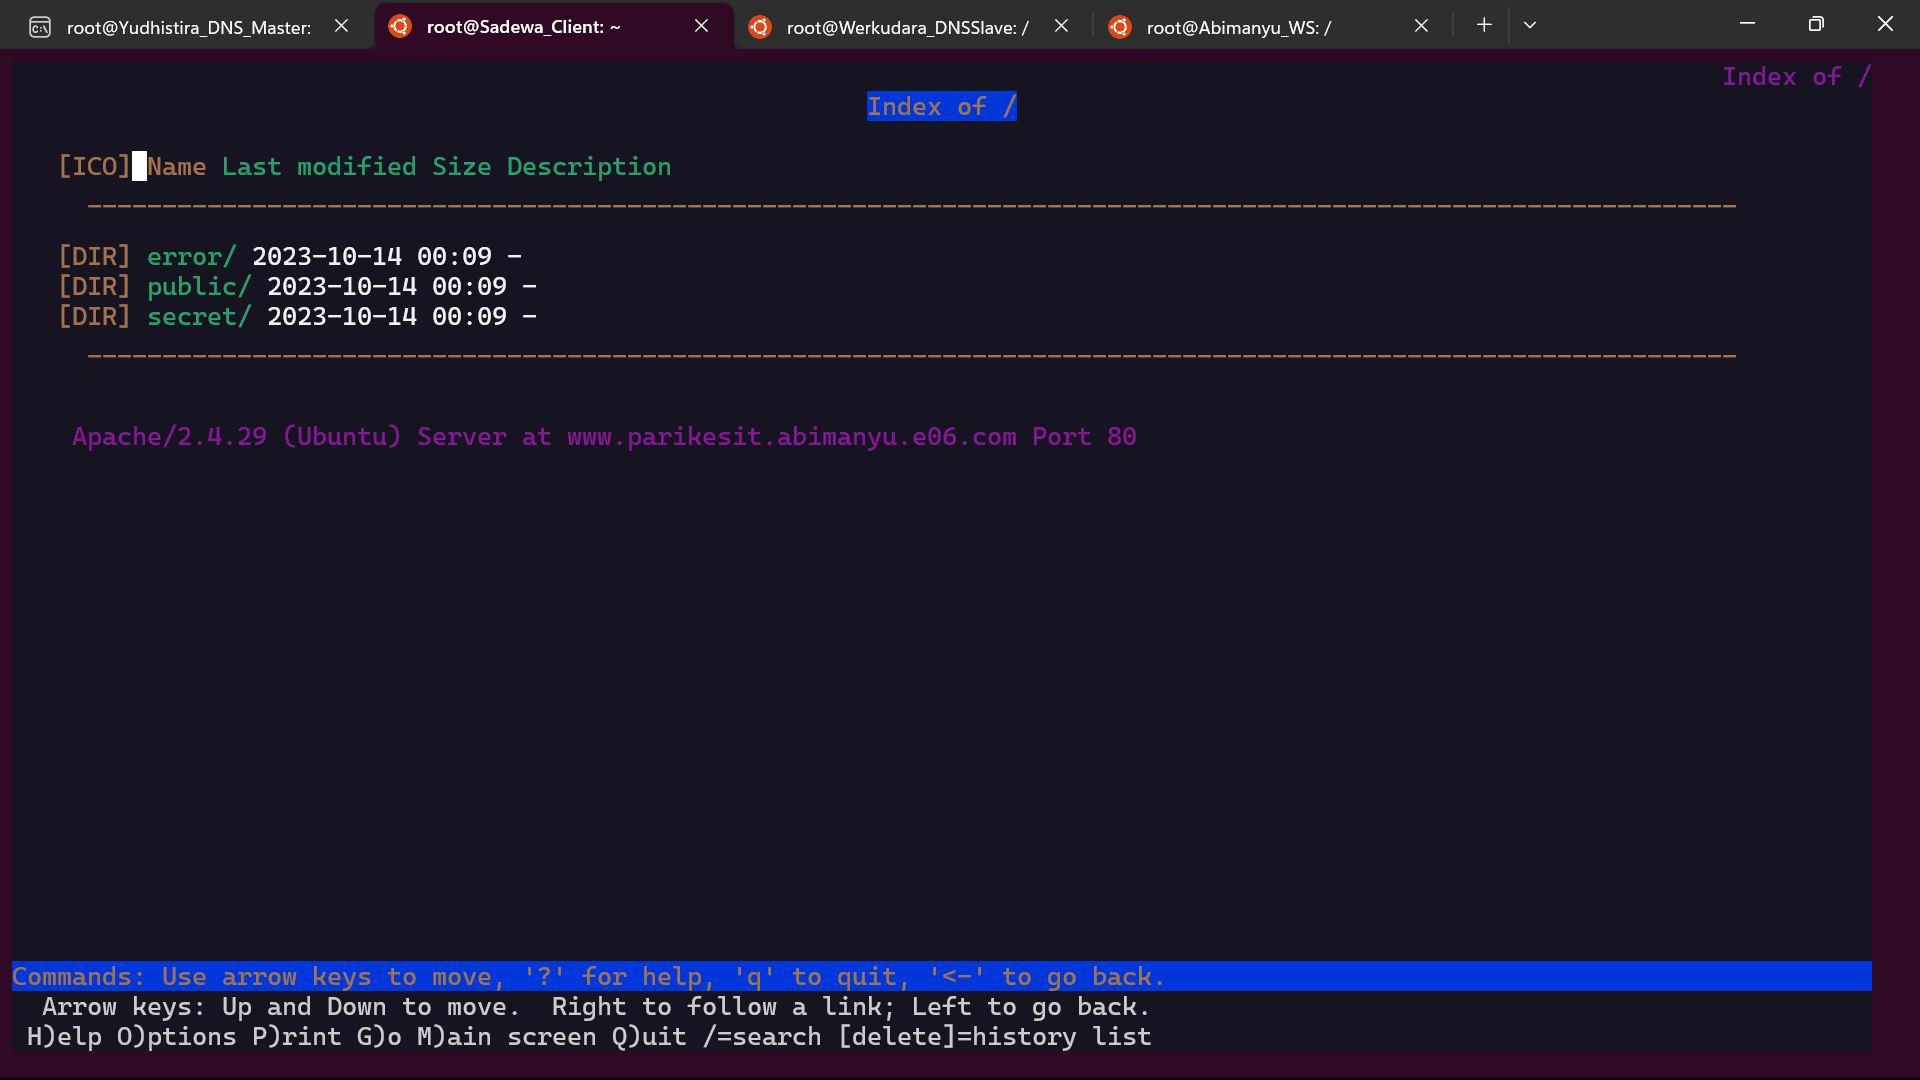 root@Yudhistira_DNS_Master: root@Sadewa_Client: ~ root@Werkudara_DNSSlave: / root@Abimanyu_WS: /
Index of /
Index of /
[ICO] Name Last modified Size Description
[DIR] error/ 2023-10-14 00:09 -
[DIR] public/ 2023-10-14 00:09 -
[DIR] secret/ 2023-10-14 00:09 -
Apache/2.4.29 (Ubuntu) Server at www.parikesit.abimanyu.e06.com Port 80
Commands: Use arrow keys to move, '?' for help, 'q' to quit, '<-' to go back.
Arrow keys: Up and Down to move.  Right to follow a link; Left to go back.
H)elp O)ptions P)rint G)o M)ain screen Q)uit /=search [delete]=history list